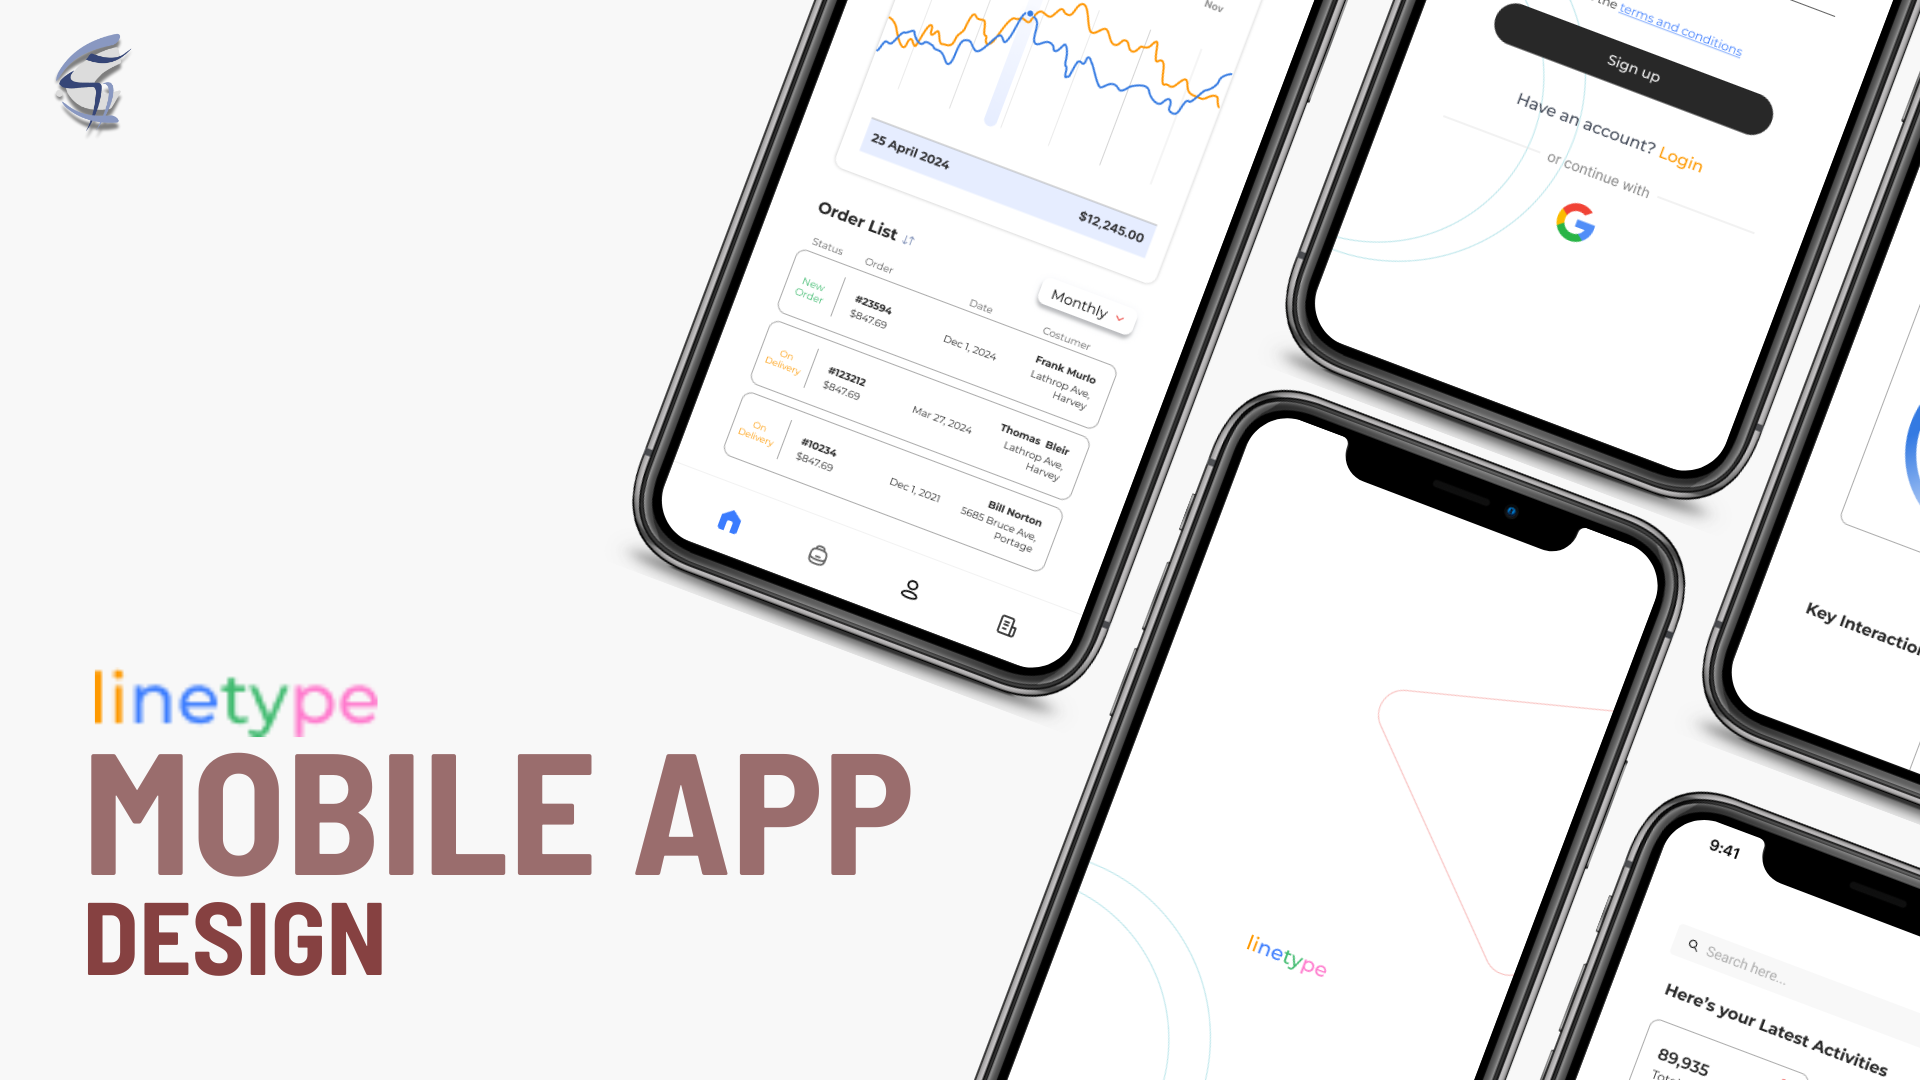 linetype
MOBILE APP
DESIGN
Nov
25 April 2024
$12,245.00
Order List
Monthly
Status
Order
Date
Costumer
New
Order
#23594
$847.69
Dec 1, 2024
Frank Murlo
Lathrop Ave,
Harvey
On
Delivery
#123212
$847.69
Mar 27, 2024
Thomas Bleir
Lathrop Ave,
Harvey
On
Delivery
#10234
$847.69
Dec 1, 2021
Bill Norton
5685 Bruce Ave,
Portage
the terms and conditions
Sign up
Have an account? Login
or continue with
linetype
Key Interactio
9:41
Search here...
Here's your Latest Activities
89,935